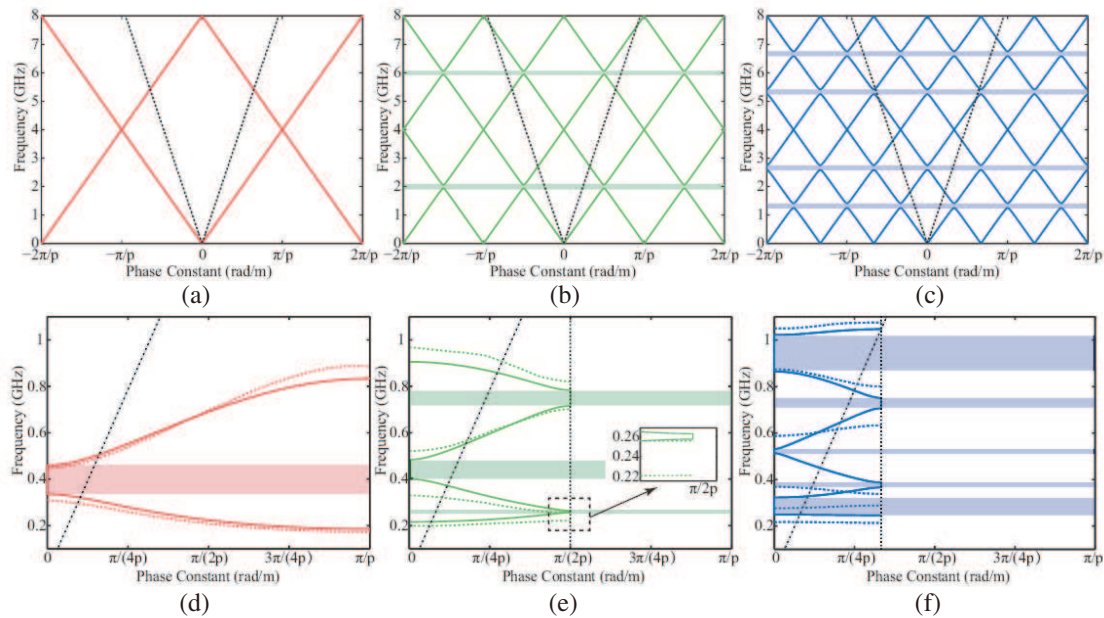 8 7 6 5 4 3 2 1 0
Frequency (GHz)
−2π/p −π/p 0 π/p 2π/p
Phase Constant (rad/m)
(a)
8 7 6 5 4 3 2 1 0
Frequency (GHz)
−2π/p −π/p 0 π/p 2π/p
Phase Constant (rad/m)
(b)
8 7 6 5 4 3 2 1 0
Frequency (GHz)
−2π/p −π/p 0 π/p 2π/p
Phase Constant (rad/m)
(c)
1 0.8 0.6 0.4 0.2
Frequency (GHz)
0 π/(4p) π/(2p) 3π/(4p) π/p
Phase Constant (rad/m)
(d)
1 0.8 0.6 0.4 0.2
Frequency (GHz)
0.26
0.22
π/2p
0 π/(4p) π/(2p) 3π/(4p) π/p
Phase Constant (rad/m)
(e)
1 0.8 0.6 0.4 0.2
Frequency (GHz)
0 π/(4p) π/(2p) 3π/(4p) π/p
Phase Constant (rad/m)
(f)